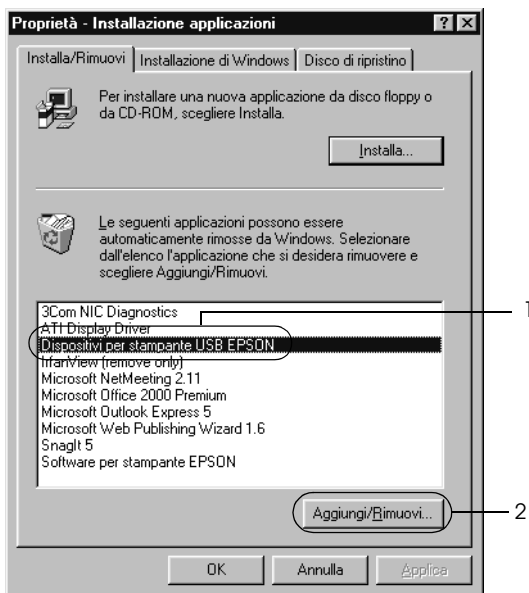 Proprietà - Installazione applicazioni
Installa/Rimuovi
Installazione di Windows
Disco di ripristino
Per installare una nuova applicazione da disco floppy o
da CD-ROM, scegliere Installa.
Installa...
Le seguenti applicazioni possono essere
automaticamente rimosse da Windows. Selezionare
dall'elenco l'applicazione che si desidera rimuovere e
scegliere Aggiungi/Rimuovi.
3Com NIC Diagnostics
ATI Display Driver
Dispositivi per stampante USB EPSON
IrfanView (remove only)
Microsoft NetMeeting 2.11
Microsoft Office 2000 Premium
Microsoft Outlook Express 5
Microsoft Web Publishing Wizard 1.6
SnagIt 5
Software per stampante EPSON
1
Aggiungi/Rimuovi...
2
OK
Annulla
Applica